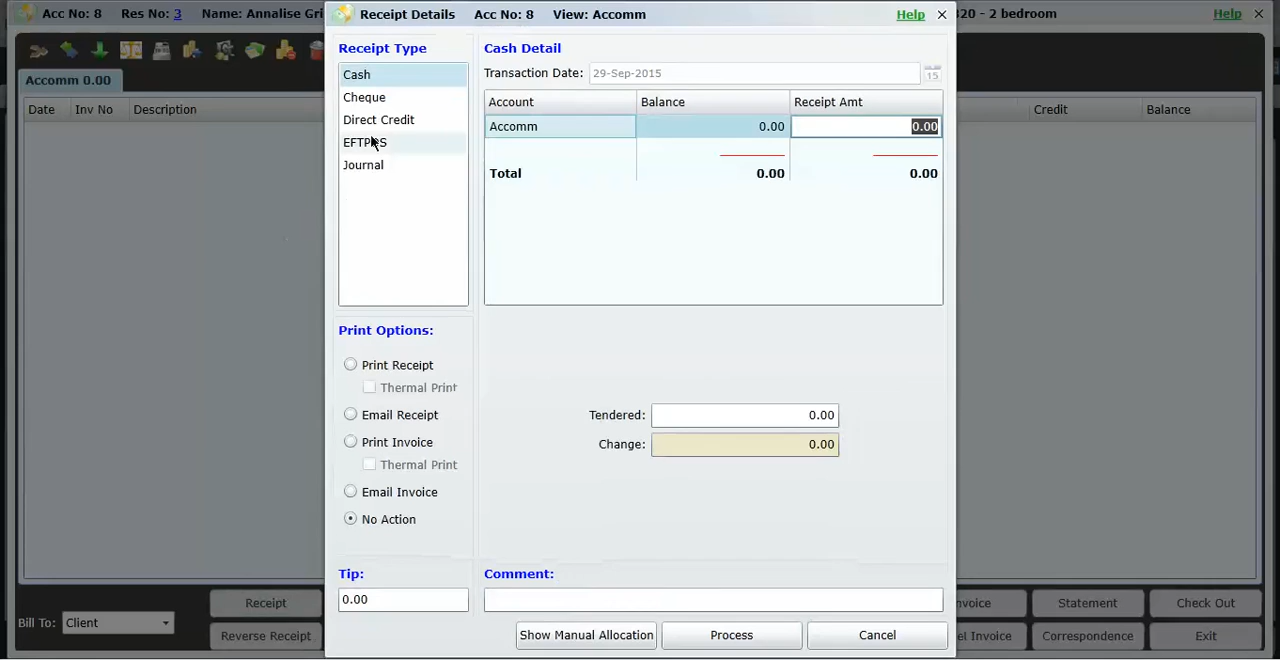 Acc No: 8 Res No: 3 Name: Annalise Gri
Receipt Details Acc No: 8 View: Accomm
Help
320 - 2 bedroom
Help
Accomm 0.00
Date Inv No Description
Credit Balance
Receipt Type
Cash
Cheque
Direct Credit
EFTPOS
Journal
Cash Detail
Transaction Date: 29-Sep-2015
15
Account Balance Receipt Amt
Accomm 0.00 0.00
Total 0.00 0.00
Print Options:
Print Receipt
Thermal Print
Email Receipt
Print Invoice
Thermal Print
Email Invoice
No Action
Tendered: 0.00
Change: 0.00
Tip:
0.00
Comment:
Show Manual Allocation Process Cancel
Bill To: Client
Receipt
Reverse Receipt
Statement Check Out
Correspondence Exit